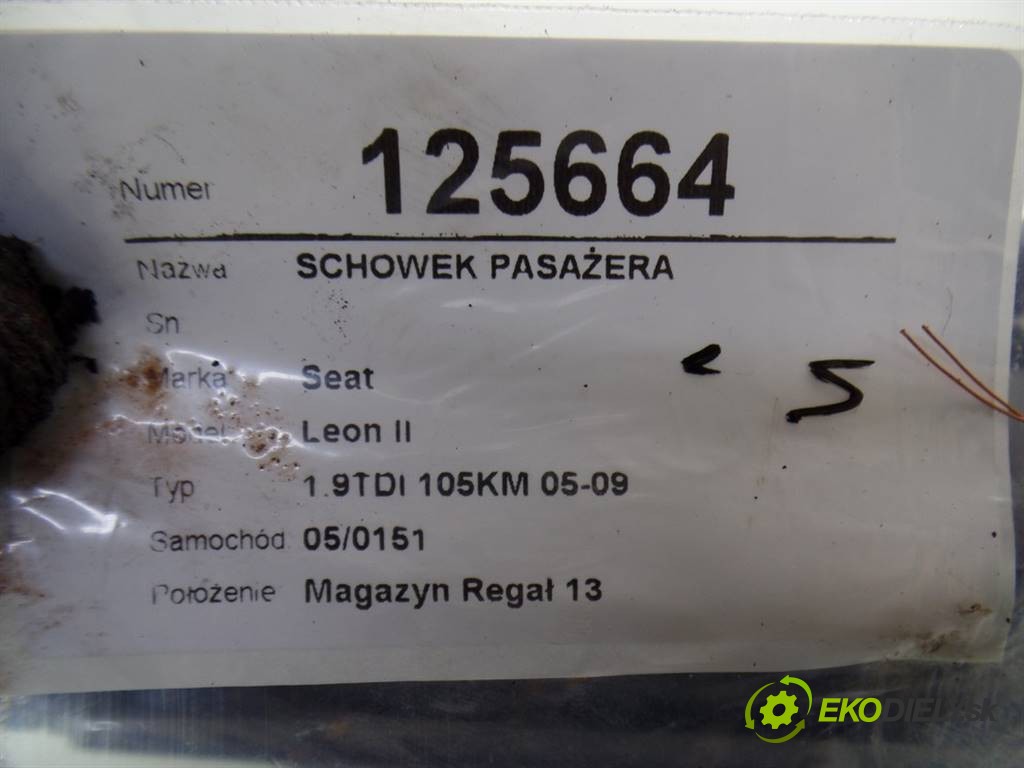 Numer 125664
Nazwa SCHOWEK PASAŻERA
Sn
Marka Seat
Model Leon II
Typ 1.9TDI 105KM 05-09
Samochód 05/0151
Położenie Magazyn Regał 13
EKODIELY.sk